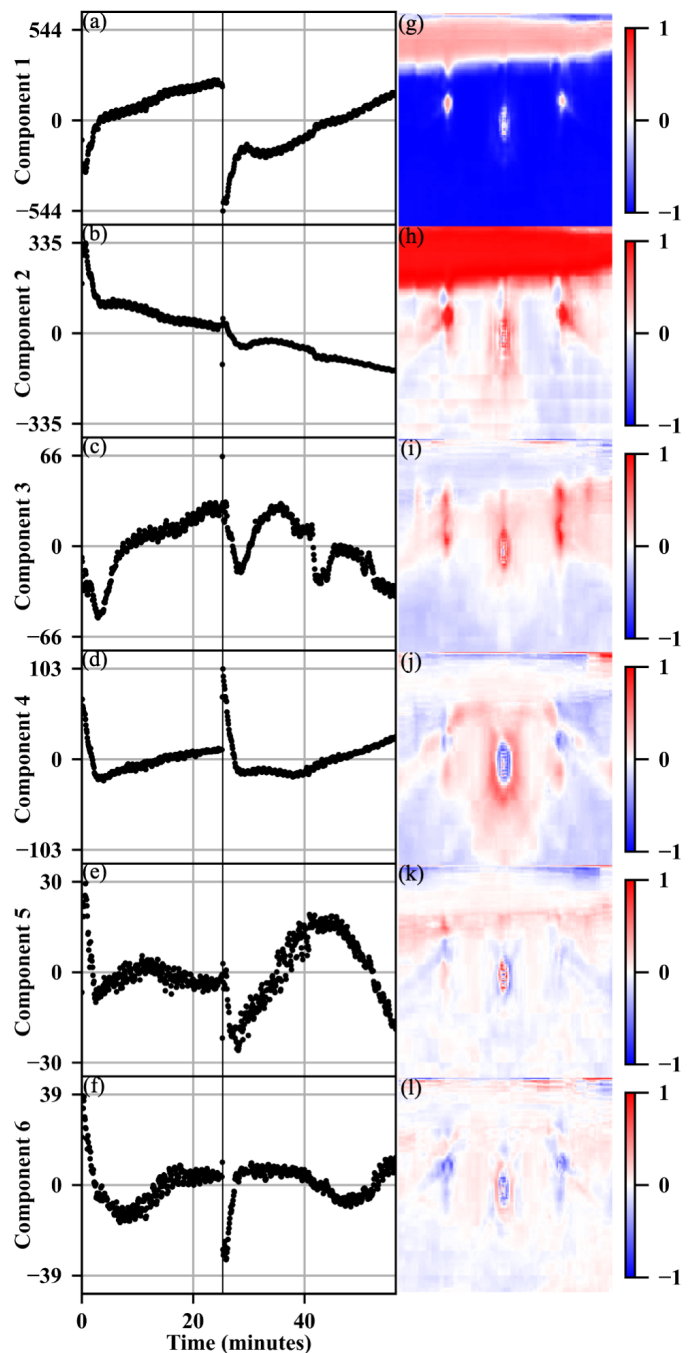 (a)
544
0
−544
Component 1
(g)
1
0
−1
(b)
335
0
−335
Component 2
(h)
1
0
−1
(c)
66
0
−66
Component 3
(i)
1
0
−1
(d)
103
0
−103
Component 4
(j)
1
0
−1
(e)
30
0
−30
Component 5
(k)
1
0
−1
(f)
39
0
−39
Component 6
(l)
1
0
−1
0 20 40
Time (minutes)